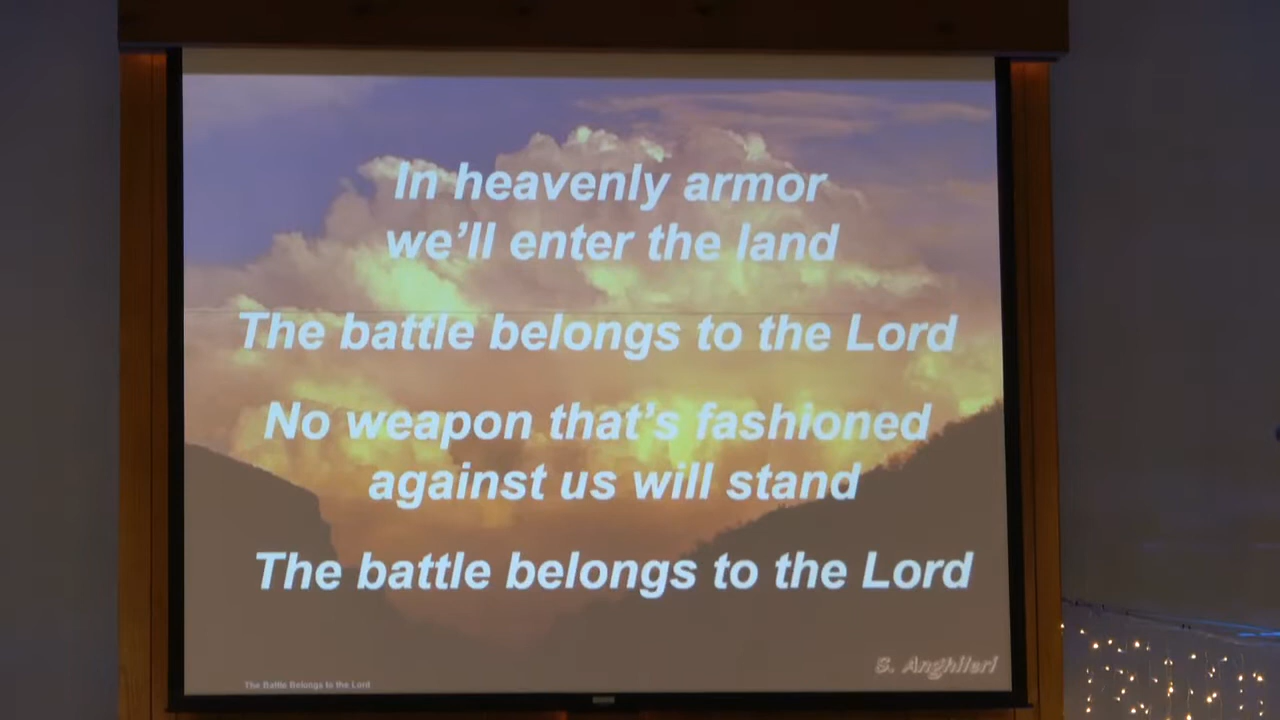 In heavenly armor
we’ll enter the land
The battle belongs to the Lord
No weapon that’s fashioned
against us will stand
The battle belongs to the Lord
S. Anghileri
The Battle Belongs to the Lord